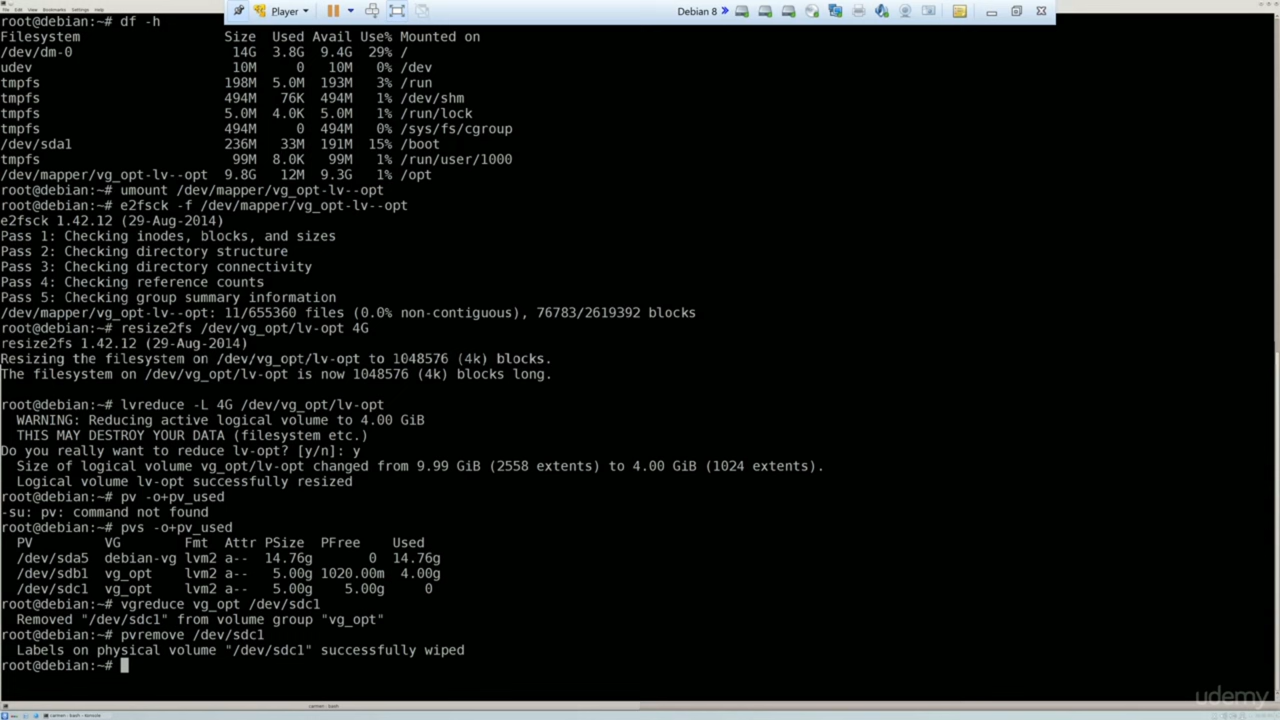 Player
Debian 8
root@debian:~# df -h
Filesystem Size Used Avail Use% Mounted on
/dev/dm-0 14G 3.8G 9.4G 29% /
udev 10M 0 10M 0% /dev
tmpfs 198M 5.0M 193M 3% /run
tmpfs 494M 76K 494M 1% /dev/shm
tmpfs 5.0M 4.0K 5.0M 1% /run/lock
tmpfs 494M 0 494M 0% /sys/fs/cgroup
/dev/sda1 236M 33M 191M 15% /boot
tmpfs 99M 8.0K 99M 1% /run/user/1000
/dev/mapper/vg_opt-lv--opt 9.8G 12M 9.3G 1% /opt
root@debian:~# umount /dev/mapper/vg_opt-lv--opt
root@debian:~# e2fsck -f /dev/mapper/vg_opt-lv--opt
e2fsck 1.42.12 (29-Aug-2014)
Pass 1: Checking inodes, blocks, and sizes
Pass 2: Checking directory structure
Pass 3: Checking directory connectivity
Pass 4: Checking reference counts
Pass 5: Checking group summary information
/dev/mapper/vg_opt-lv--opt: 11/655360 files (0.0% non-contiguous), 76783/2619392 blocks
root@debian:~# resize2fs /dev/vg_opt/lv-opt 4G
resize2fs 1.42.12 (29-Aug-2014)
Resizing the filesystem on /dev/vg_opt/lv-opt to 1048576 (4k) blocks.
The filesystem on /dev/vg_opt/lv-opt is now 1048576 (4k) blocks long.
root@debian:~# lvreduce -L 4G /dev/vg_opt/lv-opt
WARNING: Reducing active logical volume to 4.00 GiB
THIS MAY DESTROY YOUR DATA (filesystem etc.)
Do you really want to reduce lv-opt? [y/n]: y
Size of logical volume vg_opt/lv-opt changed from 9.99 GiB (2558 extents) to 4.00 GiB (1024 extents).
Logical volume lv-opt successfully resized
root@debian:~# pv -o+pv_used
-su: pv: command not found
root@debian:~# pvs -o+pv_used
PV VG Fmt Attr PSize PFree Used
/dev/sda5 debian-vg lvm2 a-- 14.76g 0 14.76g
/dev/sdb1 vg_opt lvm2 a-- 5.00g 1020.00m 4.00g
/dev/sdc1 vg_opt lvm2 a-- 5.00g 5.00g 0
root@debian:~# vgreduce vg_opt /dev/sdc1
Removed "/dev/sdc1" from volume group "vg_opt"
root@debian:~# pvremove /dev/sdc1
Labels on physical volume "/dev/sdc1" successfully wiped
root@debian:~#
udemy